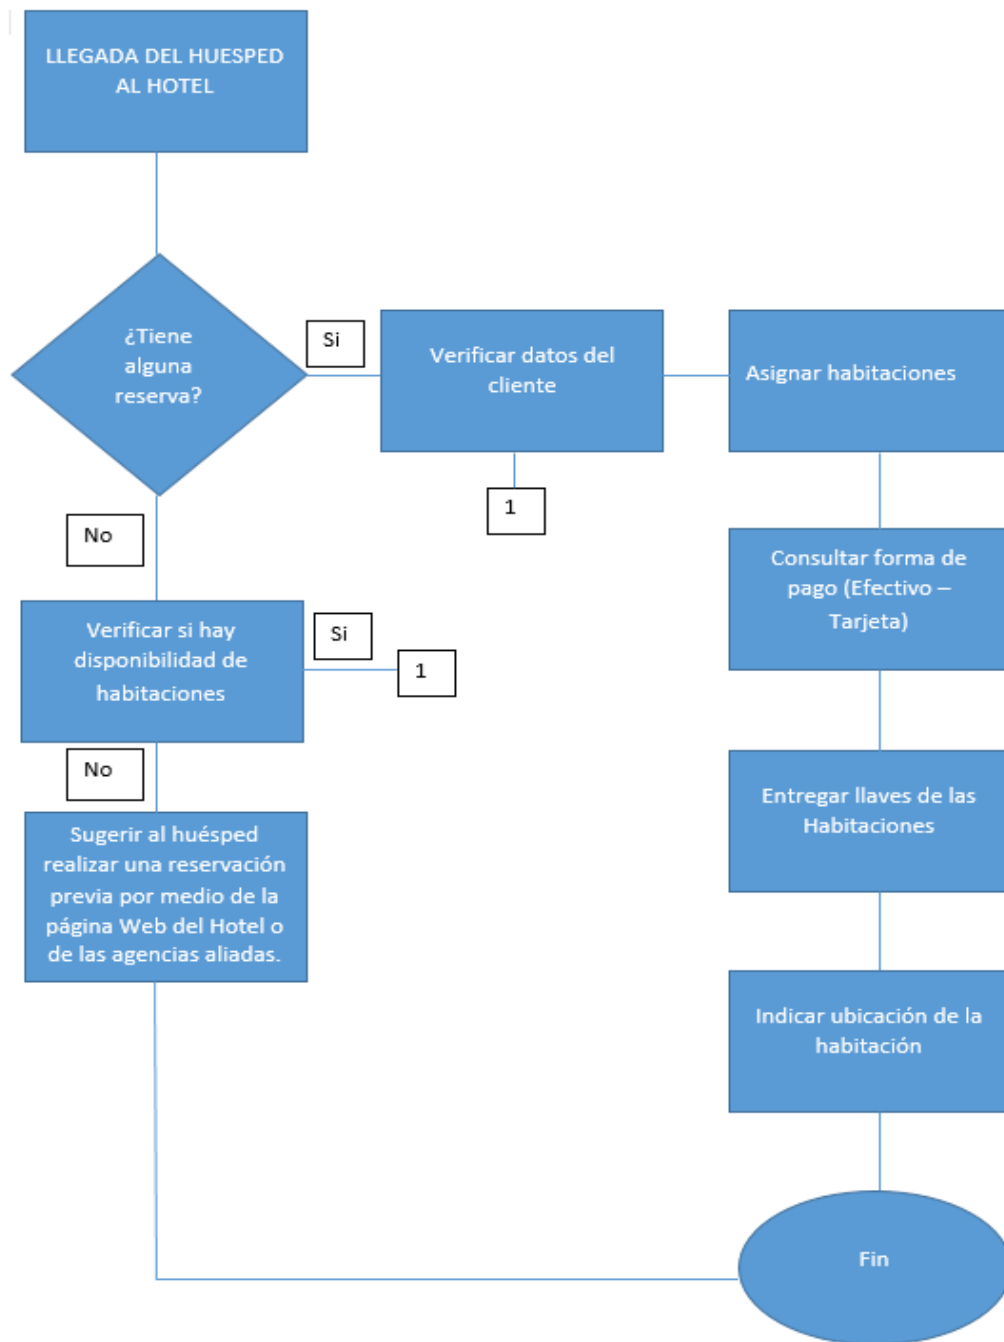 LLEGADA DEL HUESPED
AL HOTEL
¿Tiene
alguna
reserva?
Si
Verificar datos del
cliente
Asignar habitaciones
1
No
Consultar forma de
pago (Efectivo –
Tarjeta)
Verificar si hay
disponibilidad de
habitaciones
Si
1
No
Entregar llaves de las
Habitaciones
Sugerir al huésped
realizar una reservación
previa por medio de la
página Web del Hotel o
de las agencias aliadas.
Indicar ubicación de la
habitación
Fin